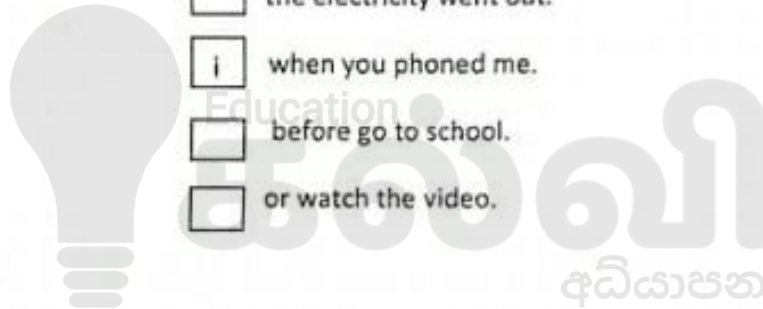 the electricity went out.
i when you phoned me.
Education
before go to school.
கல்வி
or watch the video.
අධ්‍යාපන